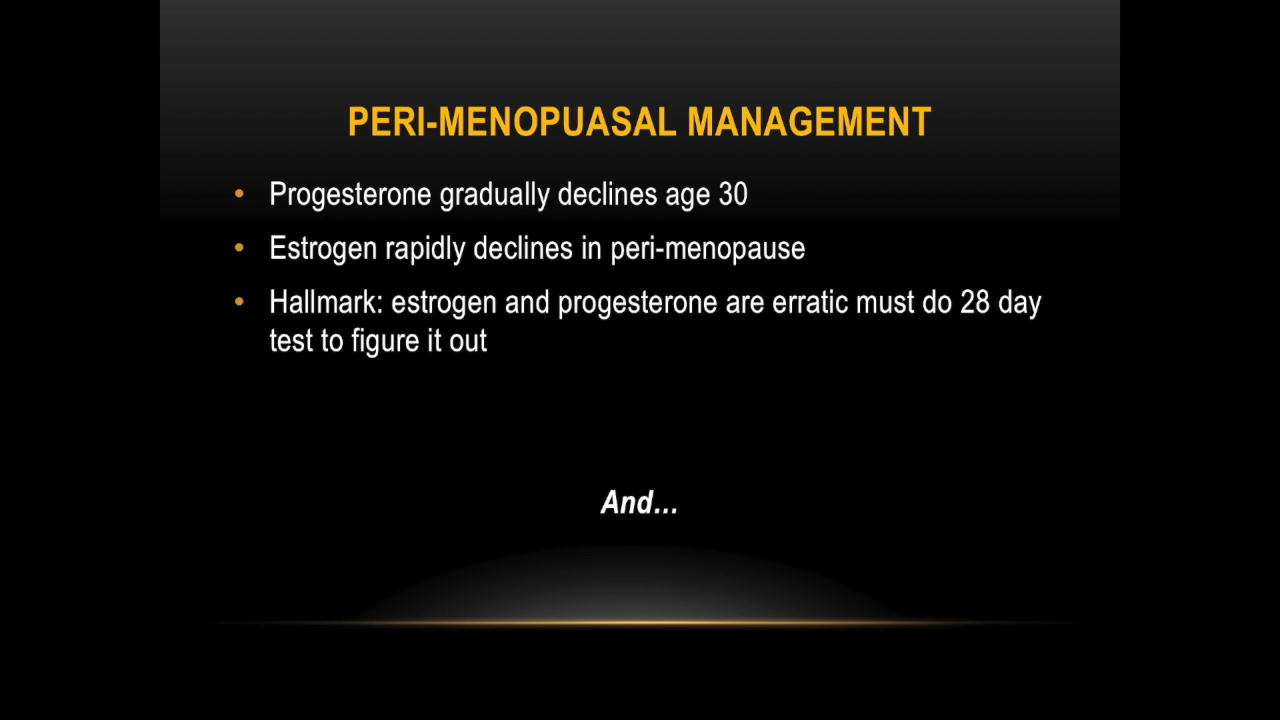 PERI-MENOPUASAL MANAGEMENT
• Progesterone gradually declines age 30
• Estrogen rapidly declines in peri-menopause
• Hallmark: estrogen and progesterone are erratic must do 28 day
test to figure it out
And...